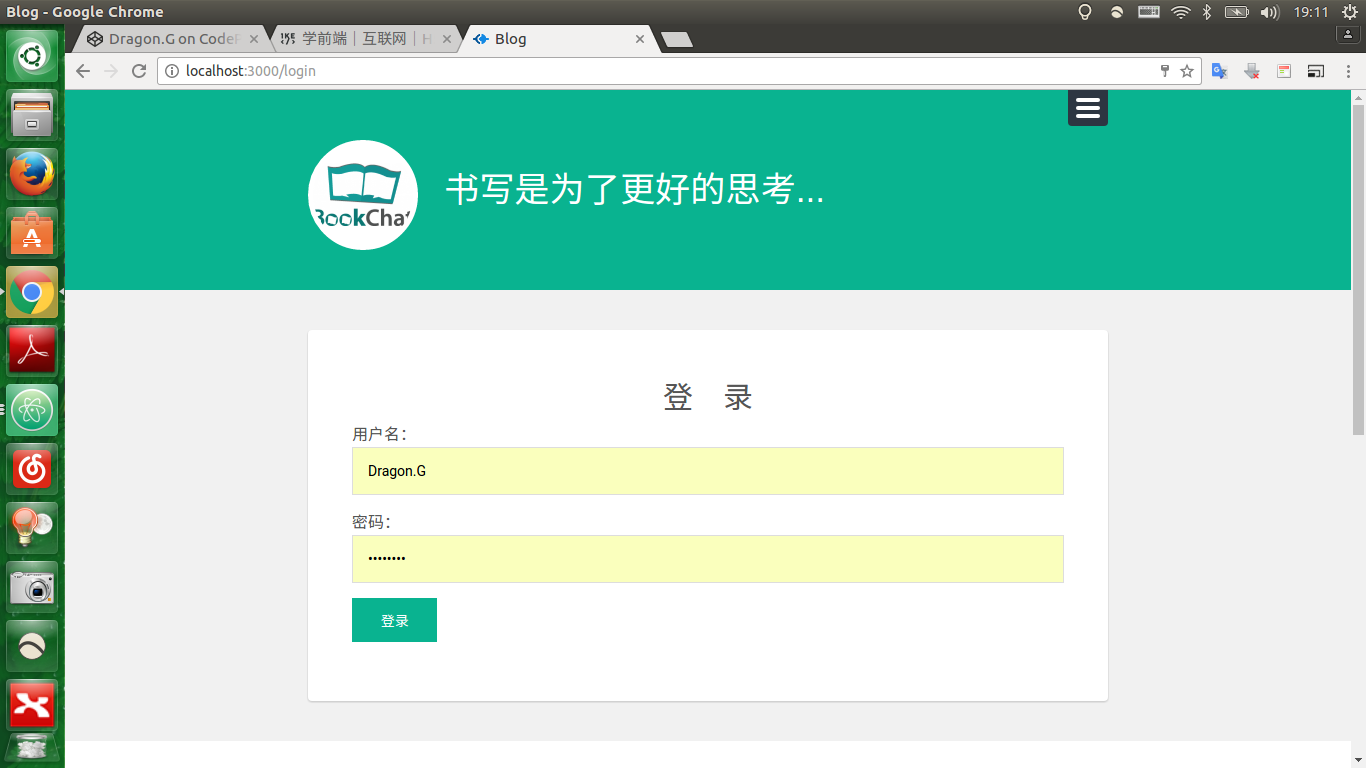 Blog - Google Chrome
19:11
Dragon.G on CodeP
学前端｜互联网｜H
Blog
localhost:3000/login
BookChat
书写是为了更好的思考...
登 录
用户名：
Dragon.G
密码：
••••••••
登录